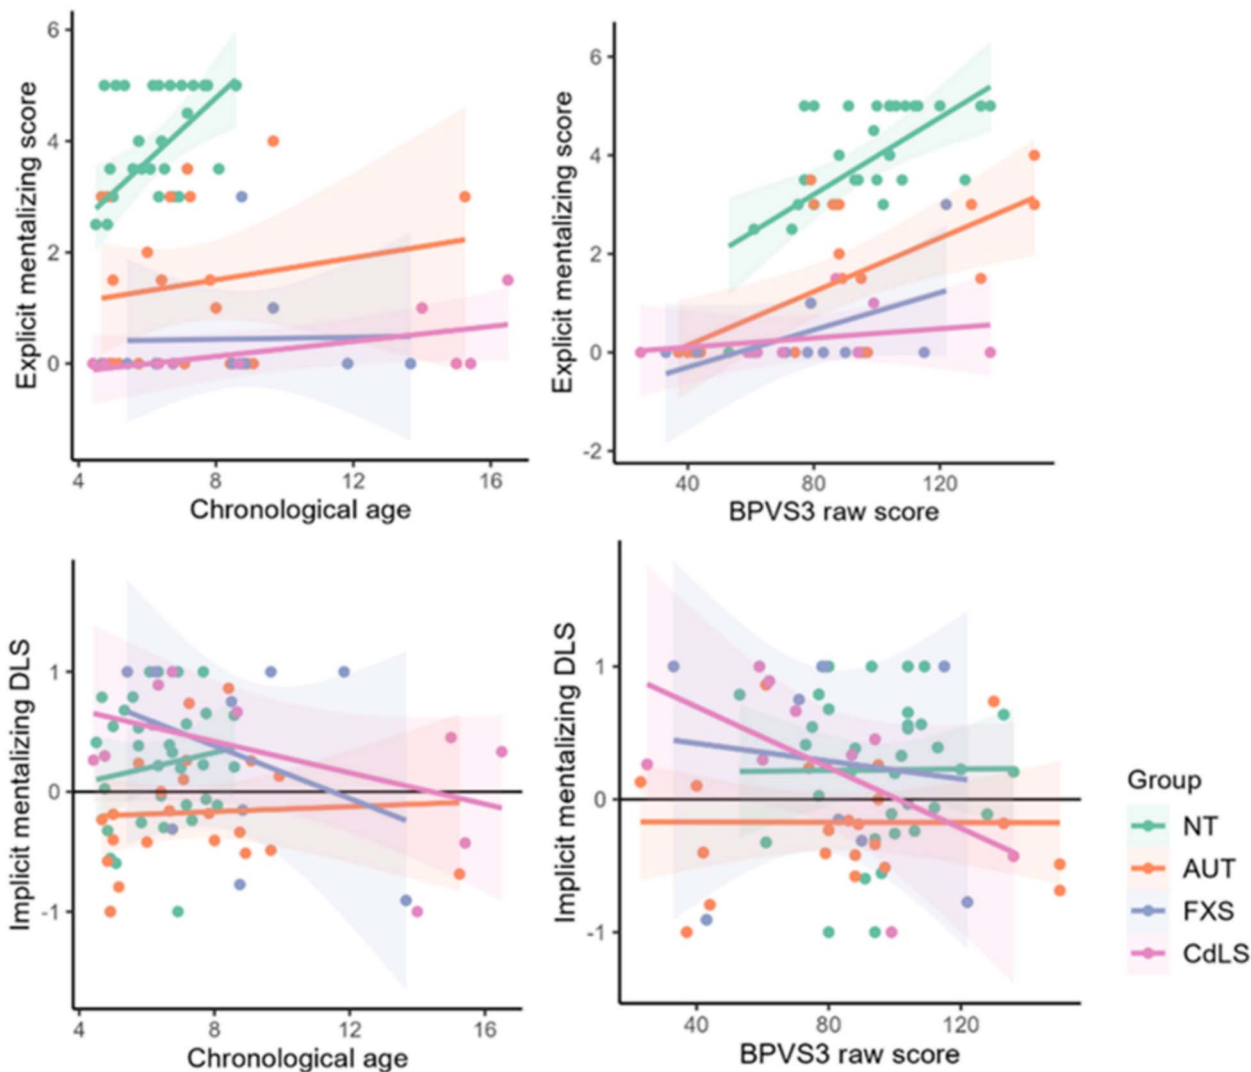 Explicit mentalizing score
6
4
2
0
4
8
12
16
Chronological age
Explicit mentalizing score
6
4
2
0
-2
40
80
120
BPVS3 raw score
Implicit mentalizing DLS
1
0
-1
4
8
12
16
Chronological age
Implicit mentalizing DLS
1
0
-1
40
80
120
BPVS3 raw score
Group
NT
AUT
FXS
CdLS